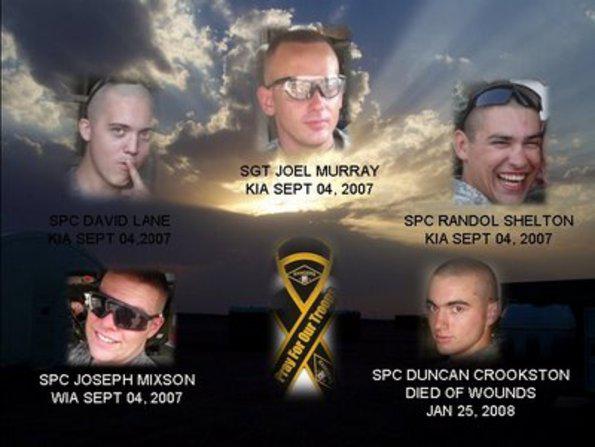 SGT JOEL MURRAY
KIA SEPT 04, 2007
SPC DAVID LANE
KIA SEPT 04,2007
SPC RANDOL SHELTON
KIA SEPT 04, 2007
Pray For Our Troops
SPC JOSEPH MIXSON
WIA SEPT 04, 2007
SPC DUNCAN CROOKSTON
DIED OF WOUNDS
JAN 25, 2008